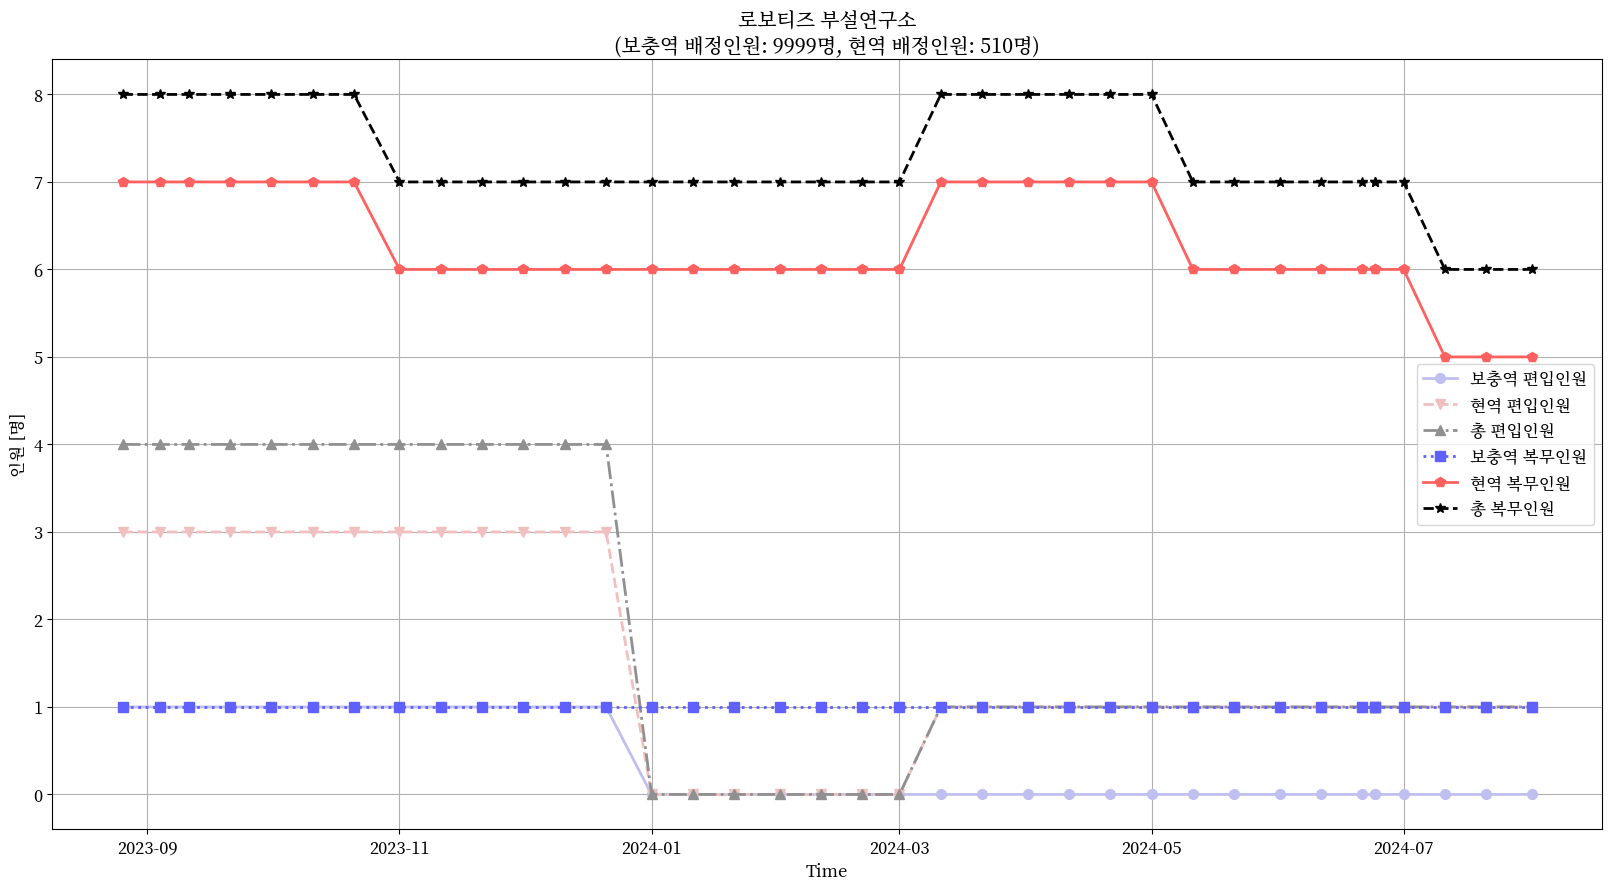 로보티즈 부설연구소
(보충역 배정인원: 9999명, 현역 배정인원: 510명)
인원 [명]
8
7
6
5
4
3
2
1
0
보충역 편입인원
현역 편입인원
총 편입인원
보충역 복무인원
현역 복무인원
총 복무인원
2023-09
2023-11
2024-01
2024-03
2024-05
2024-07
Time